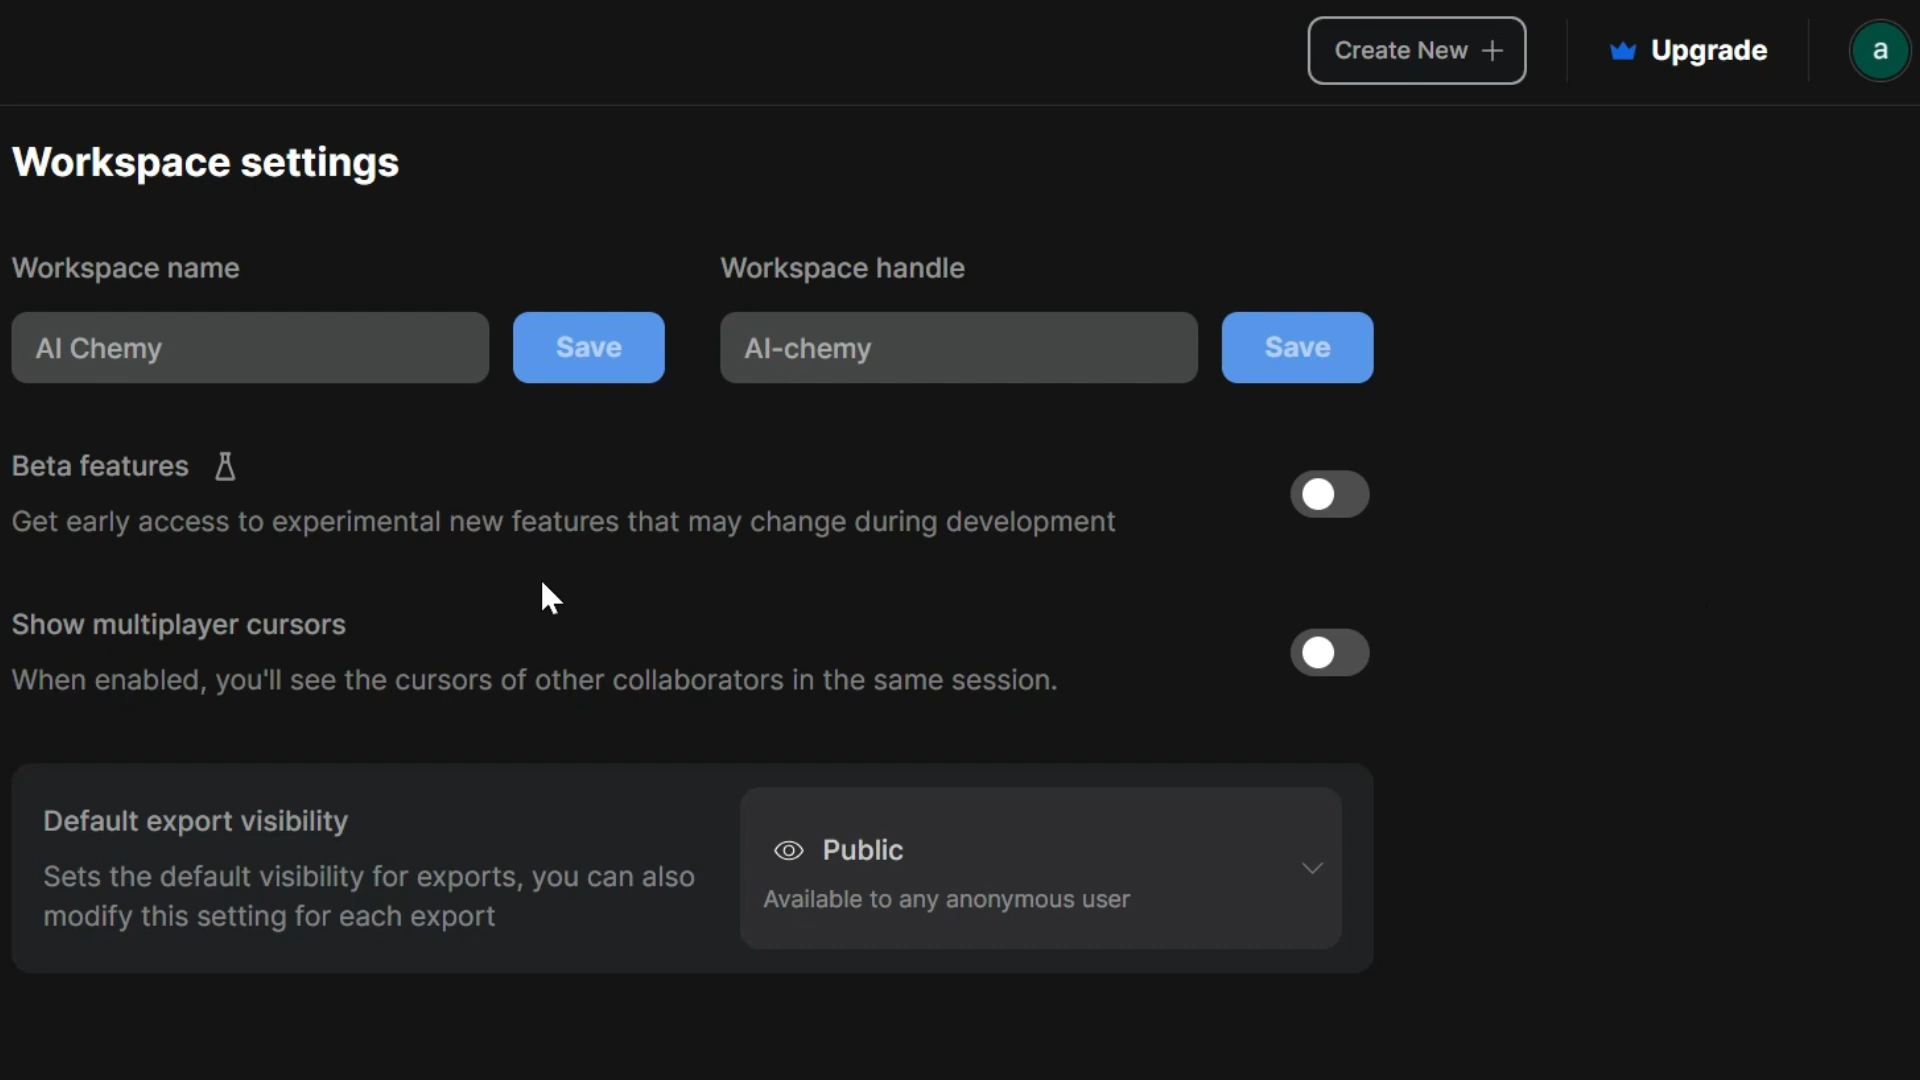 Create New
Upgrade
a
Workspace settings
Workspace name
Workspace handle
AI Chemy
Save
AI-chemy
Save
Beta features
Get early access to experimental new features that may change during development
Show multiplayer cursors
When enabled, you'll see the cursors of other collaborators in the same session.
Default export visibility
Sets the default visibility for exports, you can also
modify this setting for each export
Public
Available to any anonymous user